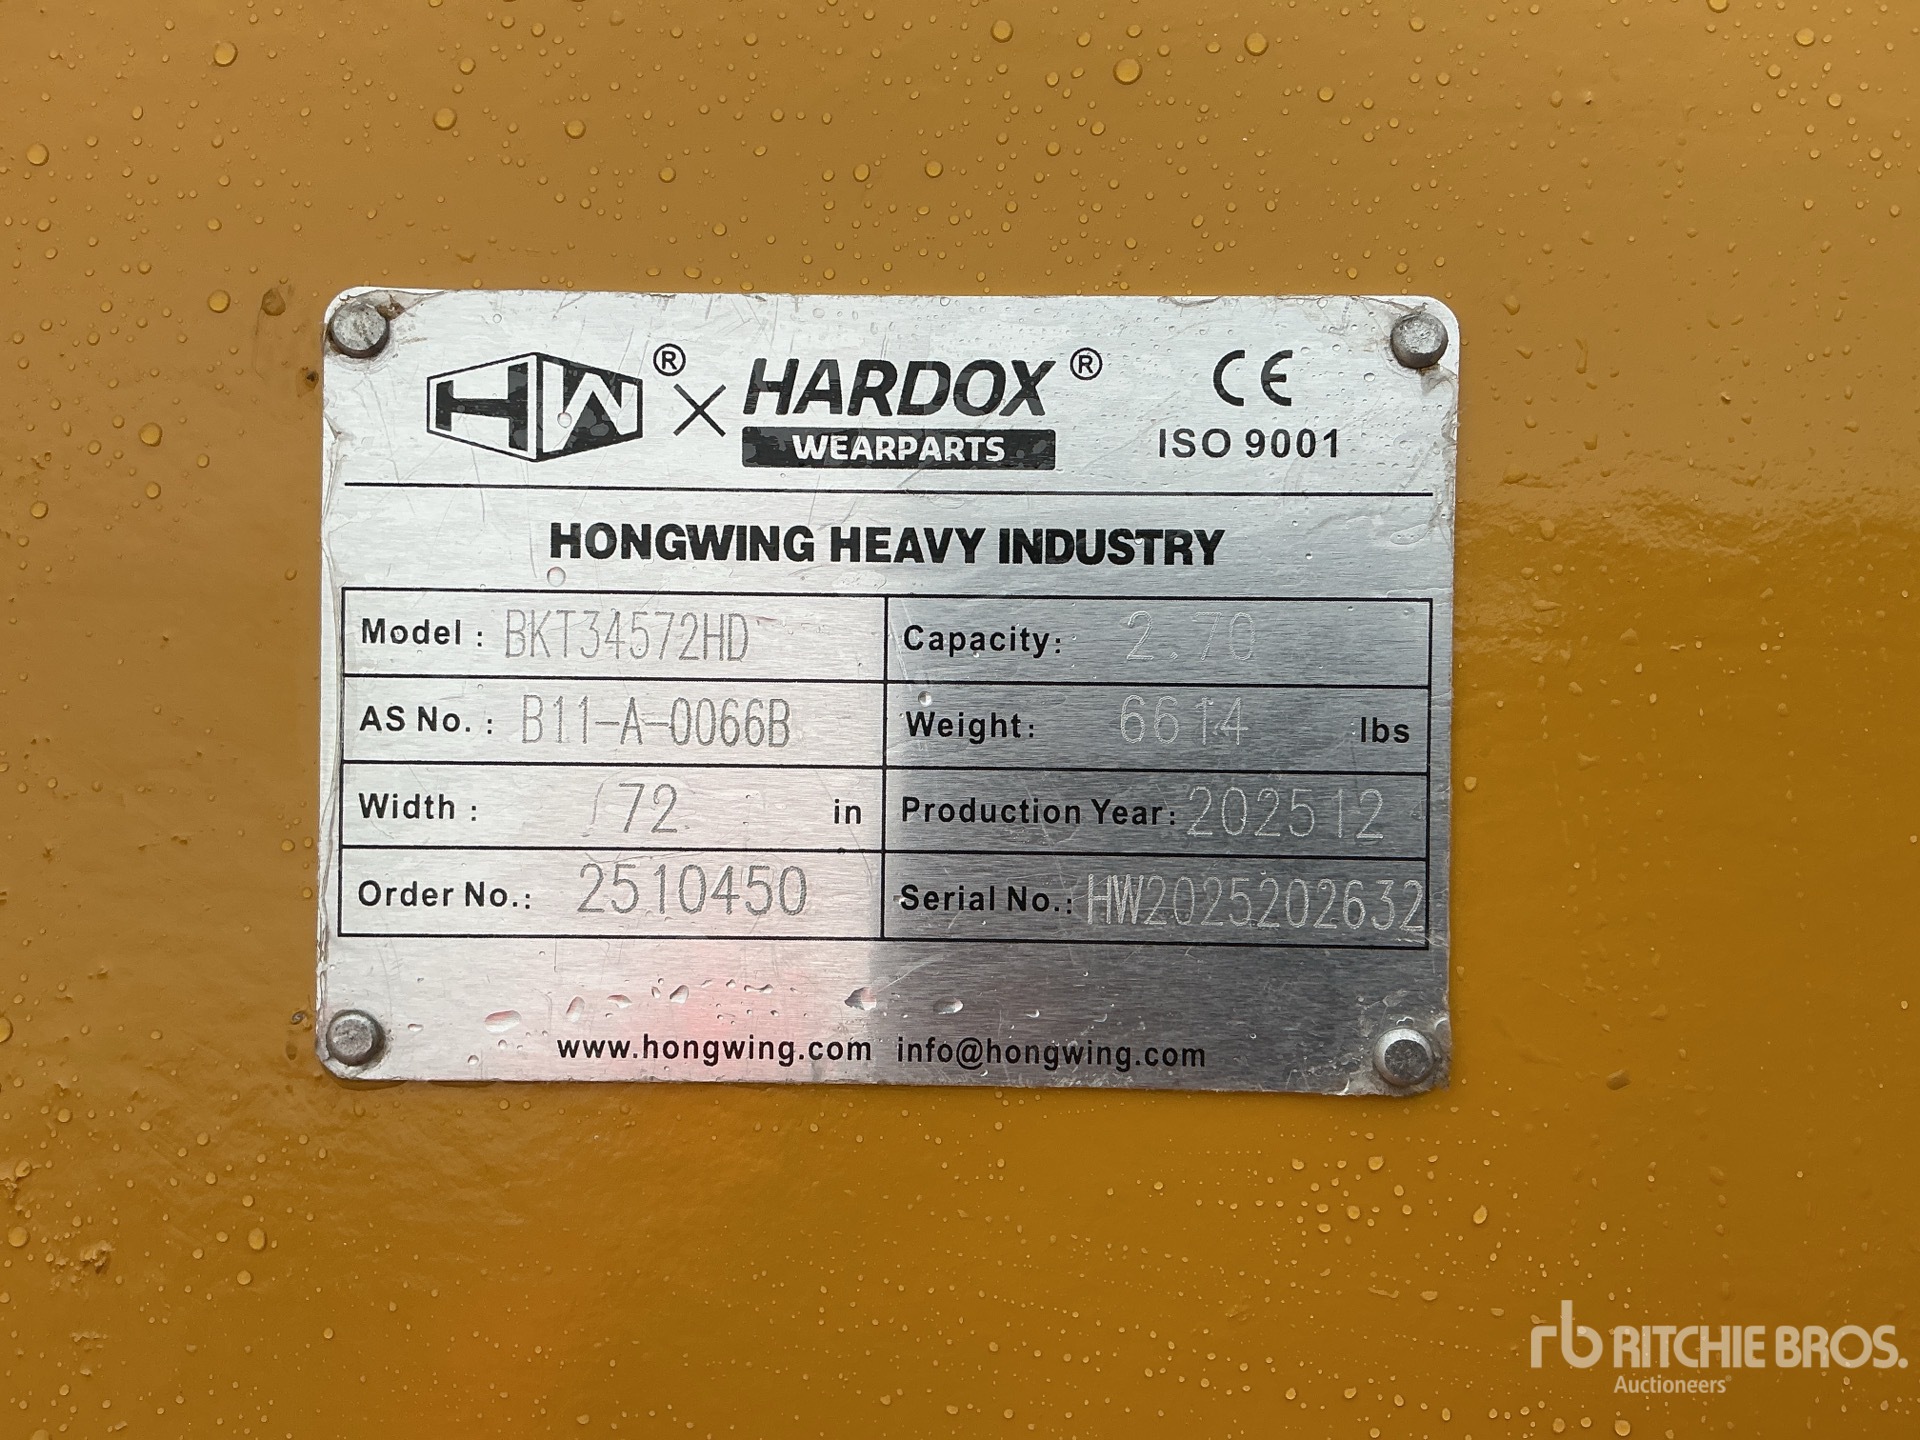 HW® × HARDOX® CE
WEARPARTS ISO 9001
HONGWING HEAVY INDUSTRY
Model: BKT34572HD Capacity: 2.70
AS No.: B11-A-0066B Weight: 6614 lbs
Width: 72 in Production Year: 202512
Order No.: 2510450 Serial No.: HW2025202632
www.hongwing.com info@hongwing.com
rb RITCHIE BROS.
Auctioneers